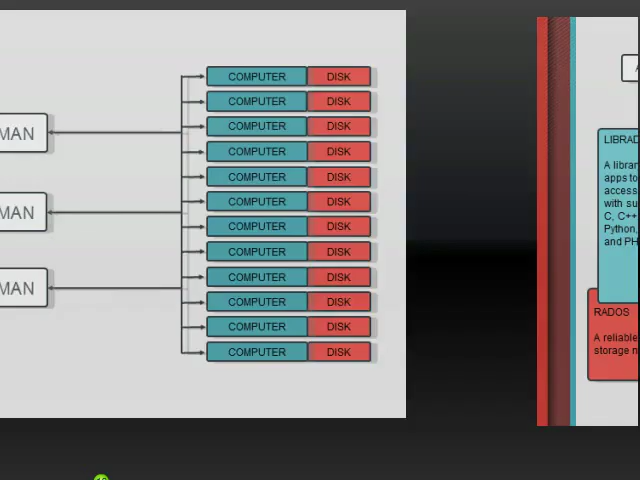 COMPUTER DISK
COMPUTER DISK
COMPUTER DISK
MAN
COMPUTER DISK
COMPUTER DISK
COMPUTER DISK
MAN
COMPUTER DISK
COMPUTER DISK
COMPUTER DISK
MAN
COMPUTER DISK
COMPUTER DISK
COMPUTER DISK
LIBRAD
A librar
apps to
access
with su
C, C++
Python,
and PH
RADOS
A reliable
storage n